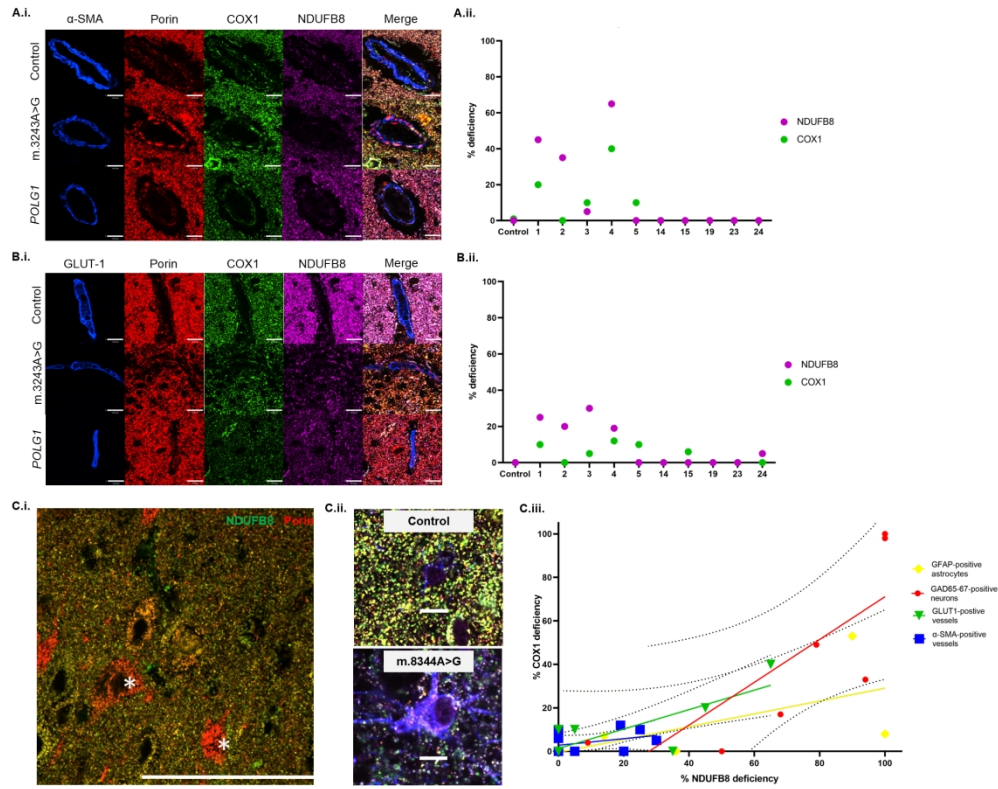 A.i.
α-SMA Porin COX1 NDUFB8 Merge
Control
m.3243A>G
POLG1
A.ii.
% deficiency
100
80
60
40
20
0
Control 1 2 3 4 5 14 15 19 23 24
NDUFB8
COX1
B.i.
GLUT-1 Porin COX1 NDUFB8 Merge
Control
m.3243A>G
POLG1
B.ii.
% deficiency
100
80
60
40
20
0
Control 1 2 3 4 5 14 15 19 23 24
NDUFB8
COX1
C.i.
NDUFB8 Porin
*
*
C.ii.
Control
m.8344A>G
C.iii.
% COX1 deficiency
100
80
60
40
20
0
0 20 40 60 80 100
% NDUFB8 deficiency
GFAP-positive
astrocytes
GAD65-67-positive
neurons
GLUT1-postive
vessels
α-SMA-positive
vessels